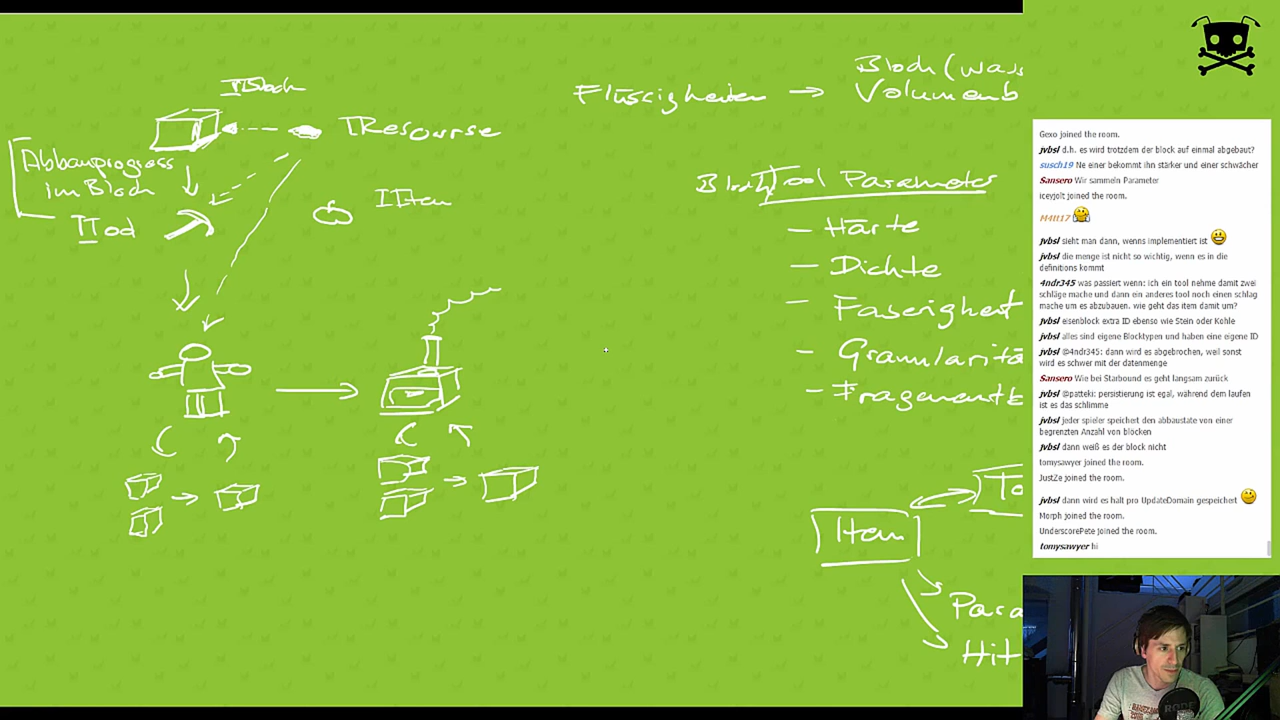 IBlock
IResourse
Abbauprogress
im Block
ITool
IItem
Flüssigkeiten → Block (was
Volumenb
Block/Tool Parameter
- Härte
- Dichte
- Faserigkeit
- Granularitä
- Fragmentb
To
Item
Para
Hit
Gexo joined the room.
jvbsl d.h. es wird trotzdem der block auf einmal abgebaut?
susch19 Ne einer bekommt ihn stärker und einer schwächer
Sansero Wir sammeln Parameter
iceyjolt joined the room.
M4tt17
jvbsl sieht man dann, wenns implementiert ist
jvbsl die menge ist nicht so wichtig, wenn es in die
definitions kommt
4ndr345 was passiert wenn: ich ein tool nehme damit zwei
schläge mache und dann ein anderes tool noch einen schlag
mache um es abzubauen. wie geht das item damit um?
jvbsl eisenblock extra ID ebenso wie Stein oder Kohle
jvbsl alles sind eigene Blocktypen und haben eine eigene ID
jvbsl @4ndr345: dann wird es abgebrochen, weil sonst
wird es schwer mit der datenmenge
Sansero Wie bei Starbound es geht langsam zurück
jvbsl @patteki: persistierung ist egal, während dem laufen
ist es das schlimme
jvbsl jeder spieler speichert den abbaustate von einer
begrenzten Anzahl von blocken
jvbsl dann weiß es der block nicht
tomysawyer joined the room.
JustZe joined the room.
jvbsl dann wird es halt pro UpdateDomain gespeichert
Morph joined the room.
UnderscorePete joined the room.
tomysawyer hi
RODE